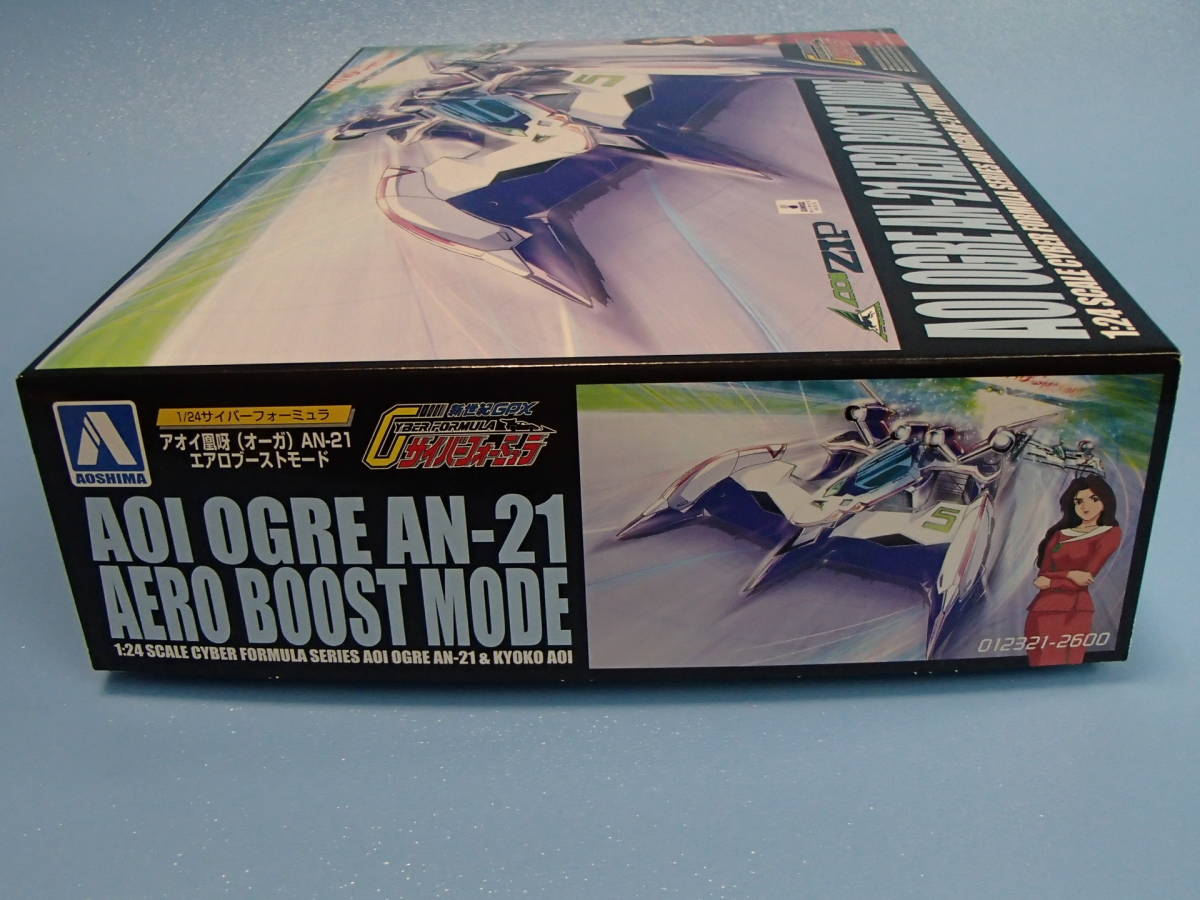 AOI OGRE AN-21 AERO BOOST MODE
1:24 SCALE CYBER FORMULA SERIES
AOI ZIP
5
AOSHIMA
1/24サイバーフォーミュラ
アオイ凰呀(オーガ)AN-21
エアロブーストモード
新世紀GPX
CYBER FORMULA
サイバーフォーミュラ
AOI OGRE AN-21
AERO BOOST MODE
1:24 SCALE CYBER FORMULA SERIES AOI OGRE AN-21 & KYOKO AOI
5
012321-2600